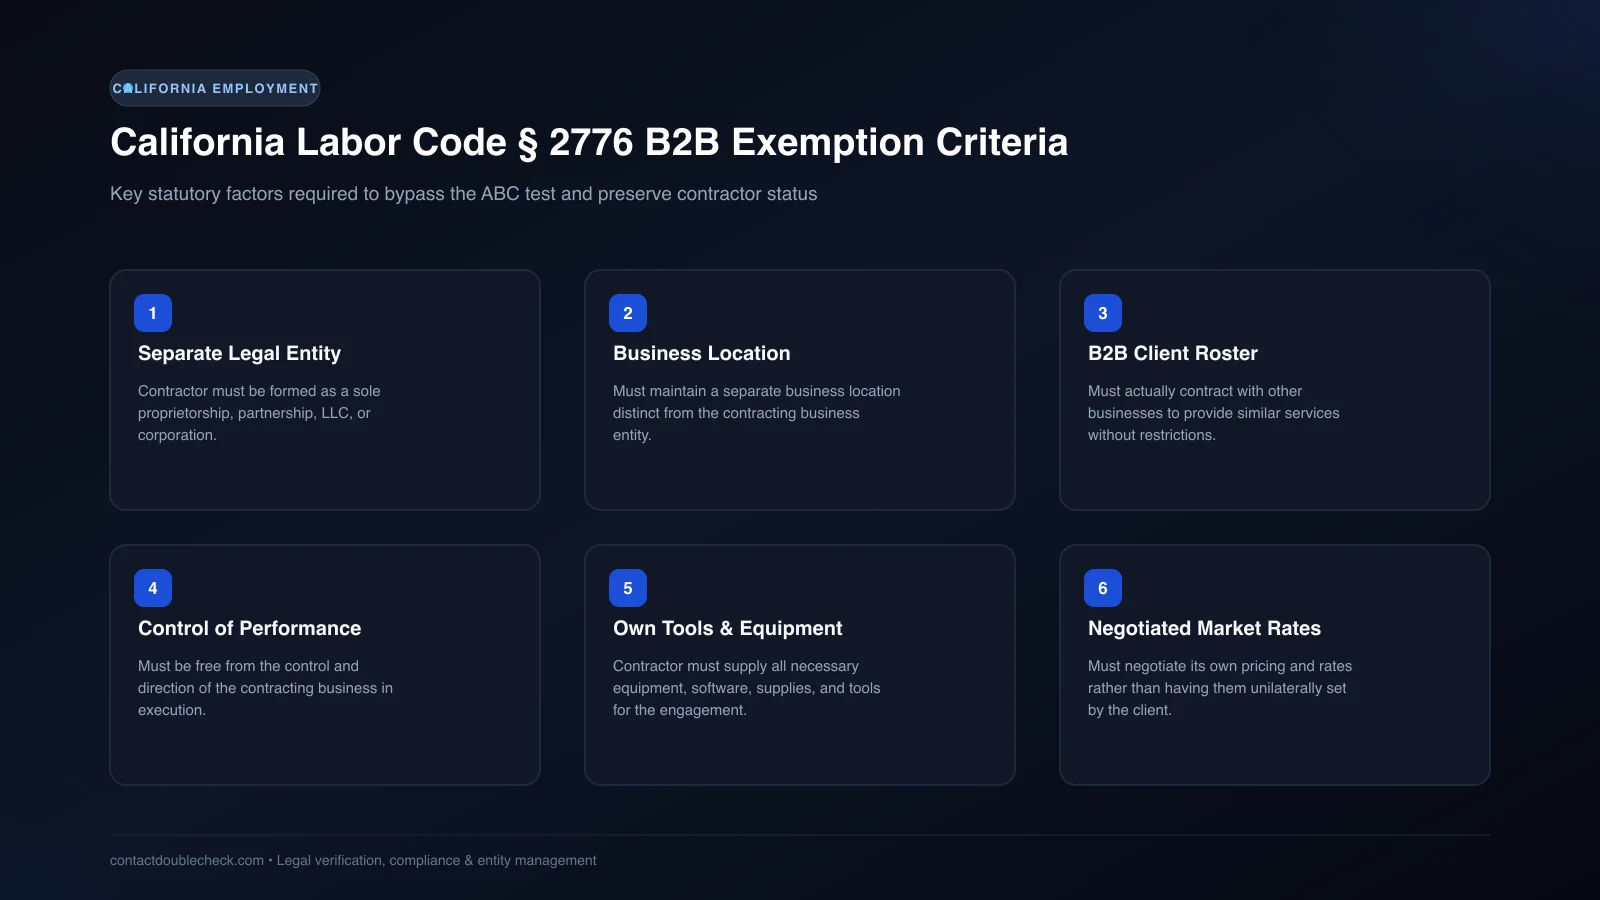 CALIFORNIA EMPLOYMENT
California Labor Code § 2776 B2B Exemption Criteria
Key statutory factors required to bypass the ABC test and preserve contractor status
1
Separate Legal Entity
Contractor must be formed as a sole
proprietorship, partnership, LLC, or
corporation.
2
Business Location
Must maintain a separate business location
distinct from the contracting business
entity.
3
B2B Client Roster
Must actually contract with other
businesses to provide similar services
without restrictions.
4
Control of Performance
Must be free from the control and
direction of the contracting business in
execution.
5
Own Tools & Equipment
Contractor must supply all necessary
equipment, software, supplies, and tools
for the engagement.
6
Negotiated Market Rates
Must negotiate its own pricing and rates
rather than having them unilaterally set
by the client.
contactdoublecheck.com • Legal verification, compliance & entity management